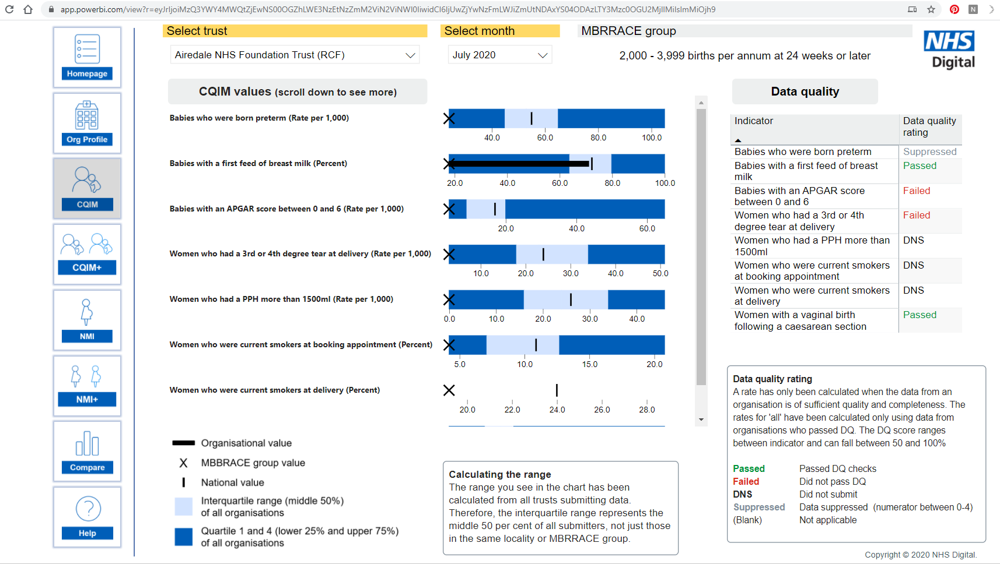 app.powerbi.com/view?r=eyJrIjoiMzQ3YWY4MWQtZjEwNS00OGZhLWE3NzEtNzZmM2ViN2ViNWI0IiwidCI6IjUwZjYwNzFmLWJiZmUtNDAxYS04ODAzLTY3Mzc0OGU2MjIlMiIsImMiOjh9
N
Select trust
Select month
MBRRACE group
Airedale NHS Foundation Trust (RCF)
July 2020
2,000 - 3,999 births per annum at 24 weeks or later
NHS
Digital
Homepage
Org Profile
CQIM
CQIM+
NMI
NMI+
Compare
Help
CQIM values (scroll down to see more)
Babies who were born preterm (Rate per 1,000)
40.0 60.0 80.0 100.0
Babies with a first feed of breast milk (Percent)
20.0 40.0 60.0 80.0 100.0
Babies with an APGAR score between 0 and 6 (Rate per 1,000)
20.0 40.0 60.0
Women who had a 3rd or 4th degree tear at delivery (Rate per 1,000)
10.0 20.0 30.0 40.0 50.0
Women who had a PPH more than 1500ml (Rate per 1,000)
0.0 10.0 20.0 30.0 40.0
Women who were current smokers at booking appointment (Percent)
5.0 10.0 15.0 20.0
Women who were current smokers at delivery (Percent)
20.0 22.0 24.0 26.0 28.0
Organisational value
X MBBRACE group value
National value
Interquartile range (middle 50%)
of all organisations
Quartile 1 and 4 (lower 25% and upper 75%)
of all organisations
Calculating the range
The range you see in the chart has been
calculated from all trusts submitting data.
Therefore, the interquartile range represents the
middle 50 per cent of all submitters, not just those
in the same locality or MBRRACE group.
Data quality
Indicator
Data quality
rating
Babies who were born preterm Suppressed
Babies with a first feed of breast Passed
milk
Babies with an APGAR score Failed
between 0 and 6
Women who had a 3rd or 4th Failed
degree tear at delivery
Women who had a PPH more than DNS
1500ml
Women who were current smokers DNS
at booking appointment
Women who were current smokers DNS
at delivery
Women with a vaginal birth Passed
following a caesarean section
Data quality rating
A rate has only been calculated when the data from an
organisation is of sufficient quality and completeness. The
rates for 'all' have been calculated only using data from
organisations who passed DQ. The DQ score ranges
between indicator and can fall between 50 and 100%
Passed Passed DQ checks
Failed Did not pass DQ
DNS Did not submit
Suppressed Data suppressed (numerator between 0-4)
(Blank) Not applicable
Copyright © 2020 NHS Digital.